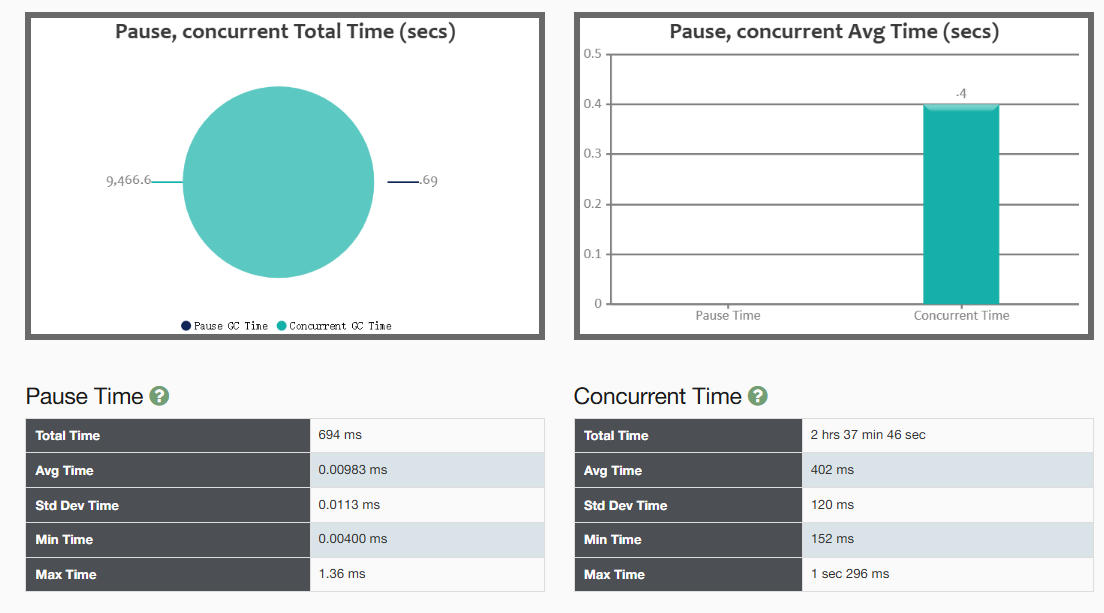 Pause, concurrent Total Time (secs)
9,466.6
.69
Pause GC Time
Concurrent GC Time
Pause, concurrent Avg Time (secs)
0.5
0.4
0.3
0.2
0.1
0
.4
Pause Time
Concurrent Time
Pause Time ?
Total Time 694 ms
Avg Time 0.00983 ms
Std Dev Time 0.0113 ms
Min Time 0.00400 ms
Max Time 1.36 ms
Concurrent Time ?
Total Time 2 hrs 37 min 46 sec
Avg Time 402 ms
Std Dev Time 120 ms
Min Time 152 ms
Max Time 1 sec 296 ms